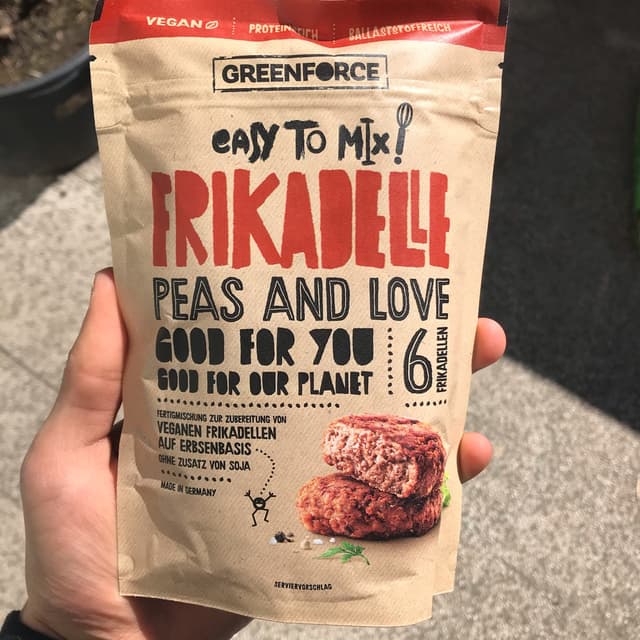 VEGAN
PROTEINREICH
BALLASTSTOFFREICH
GREENFORCE
EASY TO MIX!
FRIKADELLE
PEAS AND LOVE
GOOD FOR YOU
GOOD FOR OUR PLANET
6
FRIKADELLEN
FERTIGMISCHUNG ZUR ZUBEREITUNG VON
VEGANEN FRIKADELLEN
AUF ERBSENBASIS
OHNE ZUSATZ VON SOJA
MADE IN GERMANY
SERVIERVORSCHLAG